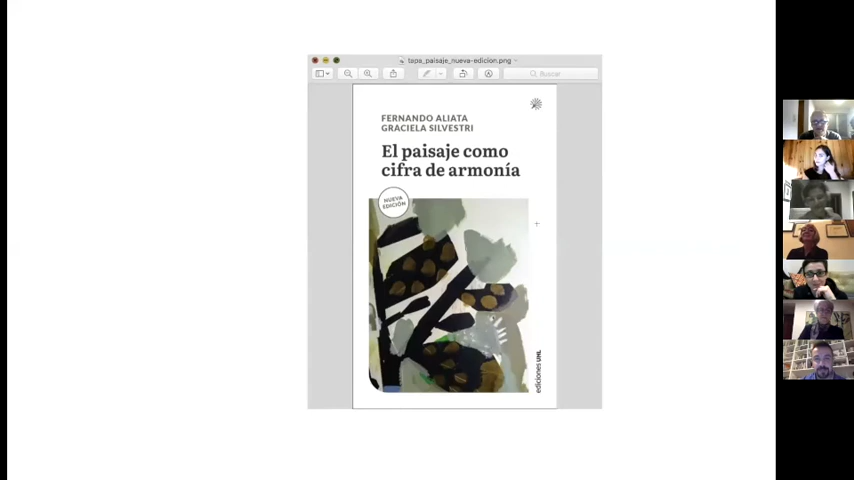 tapa_paisaje_nueva-edicion.png
Buscar
FERNANDO ALIATA
GRACIELA SILVESTRI
El paisaje como
cifra de armonía
NUEVA
EDICIÓN
ediciones UNL